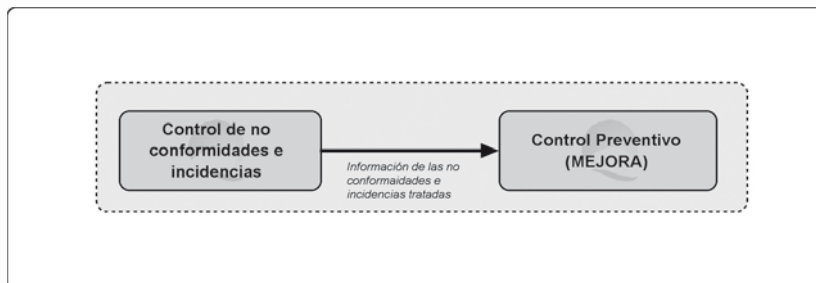 Control de no
conformidades e
incidencias
Información de las no
conformaidades e
incidencias tratadas
Control Preventivo
(MEJORA)